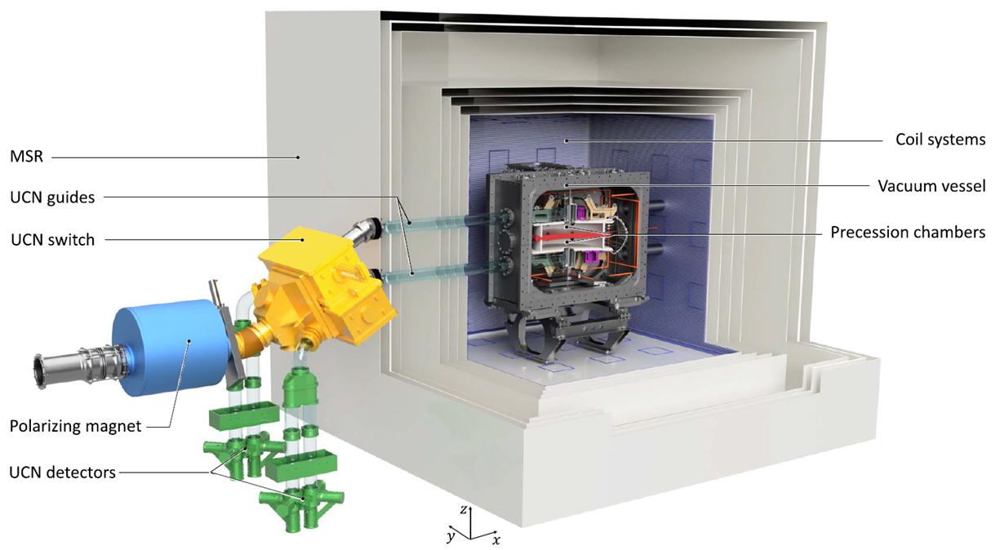 MSR
UCN guides
UCN switch
Polarizing magnet
UCN detectors
Coil systems
Vacuum vessel
Precession chambers
z
y
x